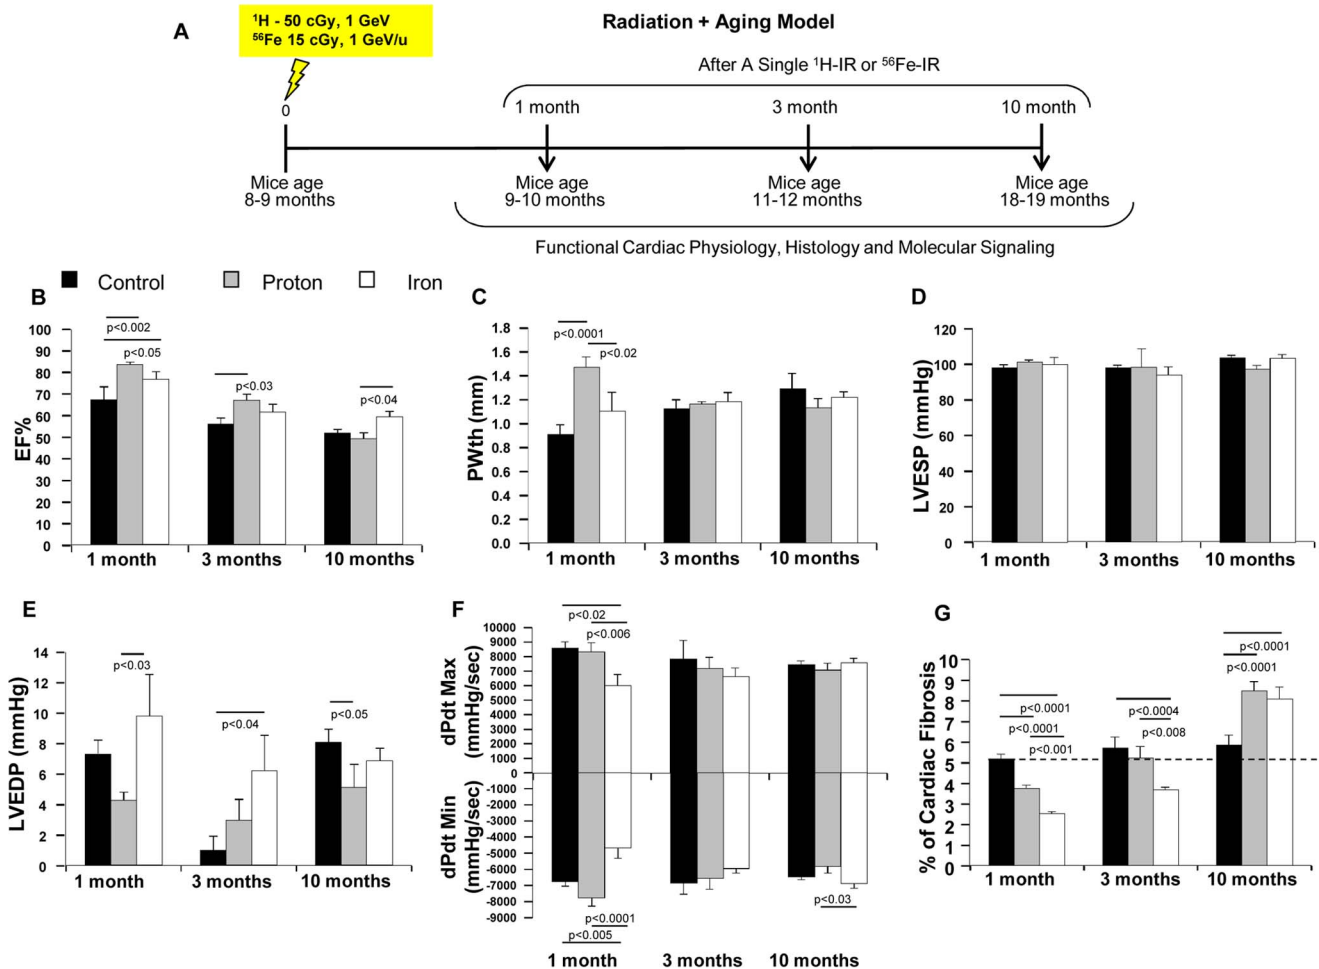 A
¹H - 50 cGy, 1 GeV
⁵⁶Fe 15 cGy, 1 GeV/u
Radiation + Aging Model
After A Single ¹H-IR or ⁵⁶Fe-IR
0
1 month
3 month
10 month
Mice age
8-9 months
Mice age
9-10 months
Mice age
11-12 months
Mice age
18-19 months
Functional Cardiac Physiology, Histology and Molecular Signaling
Control
Proton
Iron
B
EF%
100
90
80
70
60
50
40
30
20
10
0
p<0.002
p<0.05
p<0.03
p<0.04
1 month
3 months
10 months
C
PWth (mm)
1.8
1.6
1.4
1.2
1.0
0.8
0.6
0.4
0.2
0.0
p<0.0001
p<0.02
1 month
3 months
10 months
D
LVESP (mmHg)
120
100
80
60
40
20
0
1 month
3 months
10 months
E
LVEDP (mmHg)
14
12
10
8
6
4
2
0
p<0.03
p<0.04
p<0.05
1 month
3 months
10 months
F
dPdt Max
(mmHg/sec)
10000
9000
8000
7000
6000
5000
4000
3000
2000
1000
0
p<0.02
p<0.006
dPdt Min
(mmHg/sec)
-1000
-2000
-3000
-4000
-5000
-6000
-7000
-8000
-9000
p<0.0001
p<0.005
p<0.03
1 month
3 months
10 months
G
% of Cardiac Fibrosis
10
9
8
7
6
5
4
3
2
1
0
p<0.0001
p<0.0001
p<0.001
p<0.0004
p<0.008
p<0.0001
p<0.0001
1 month
3 months
10 months